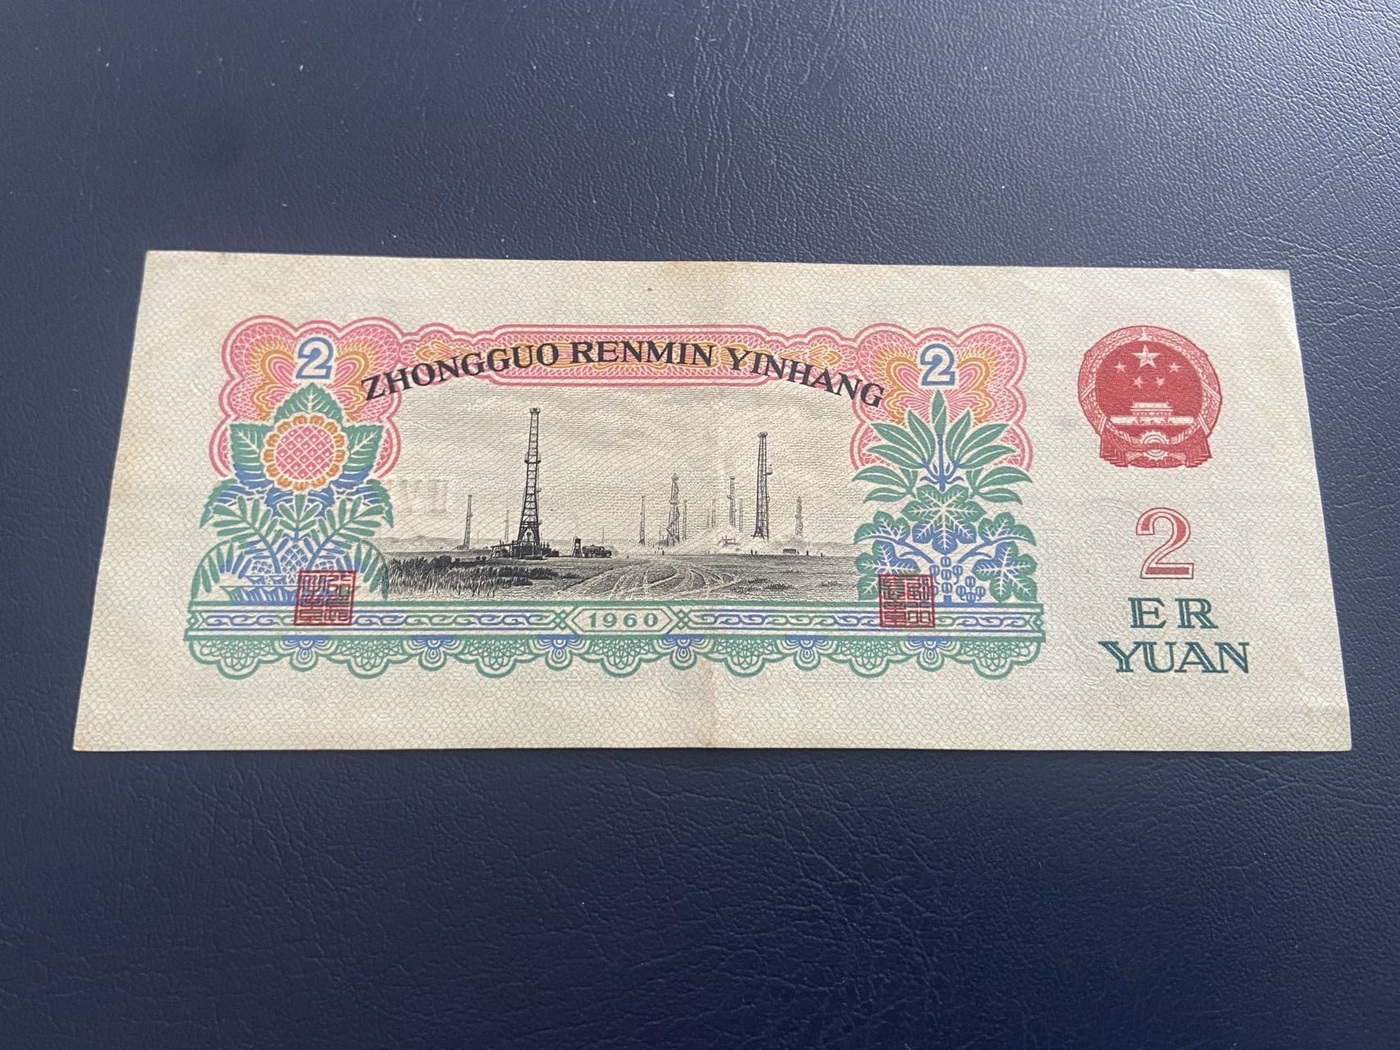 2
2
ZHONGGUO RENMIN YINHANG
1960
2
ER
YUAN